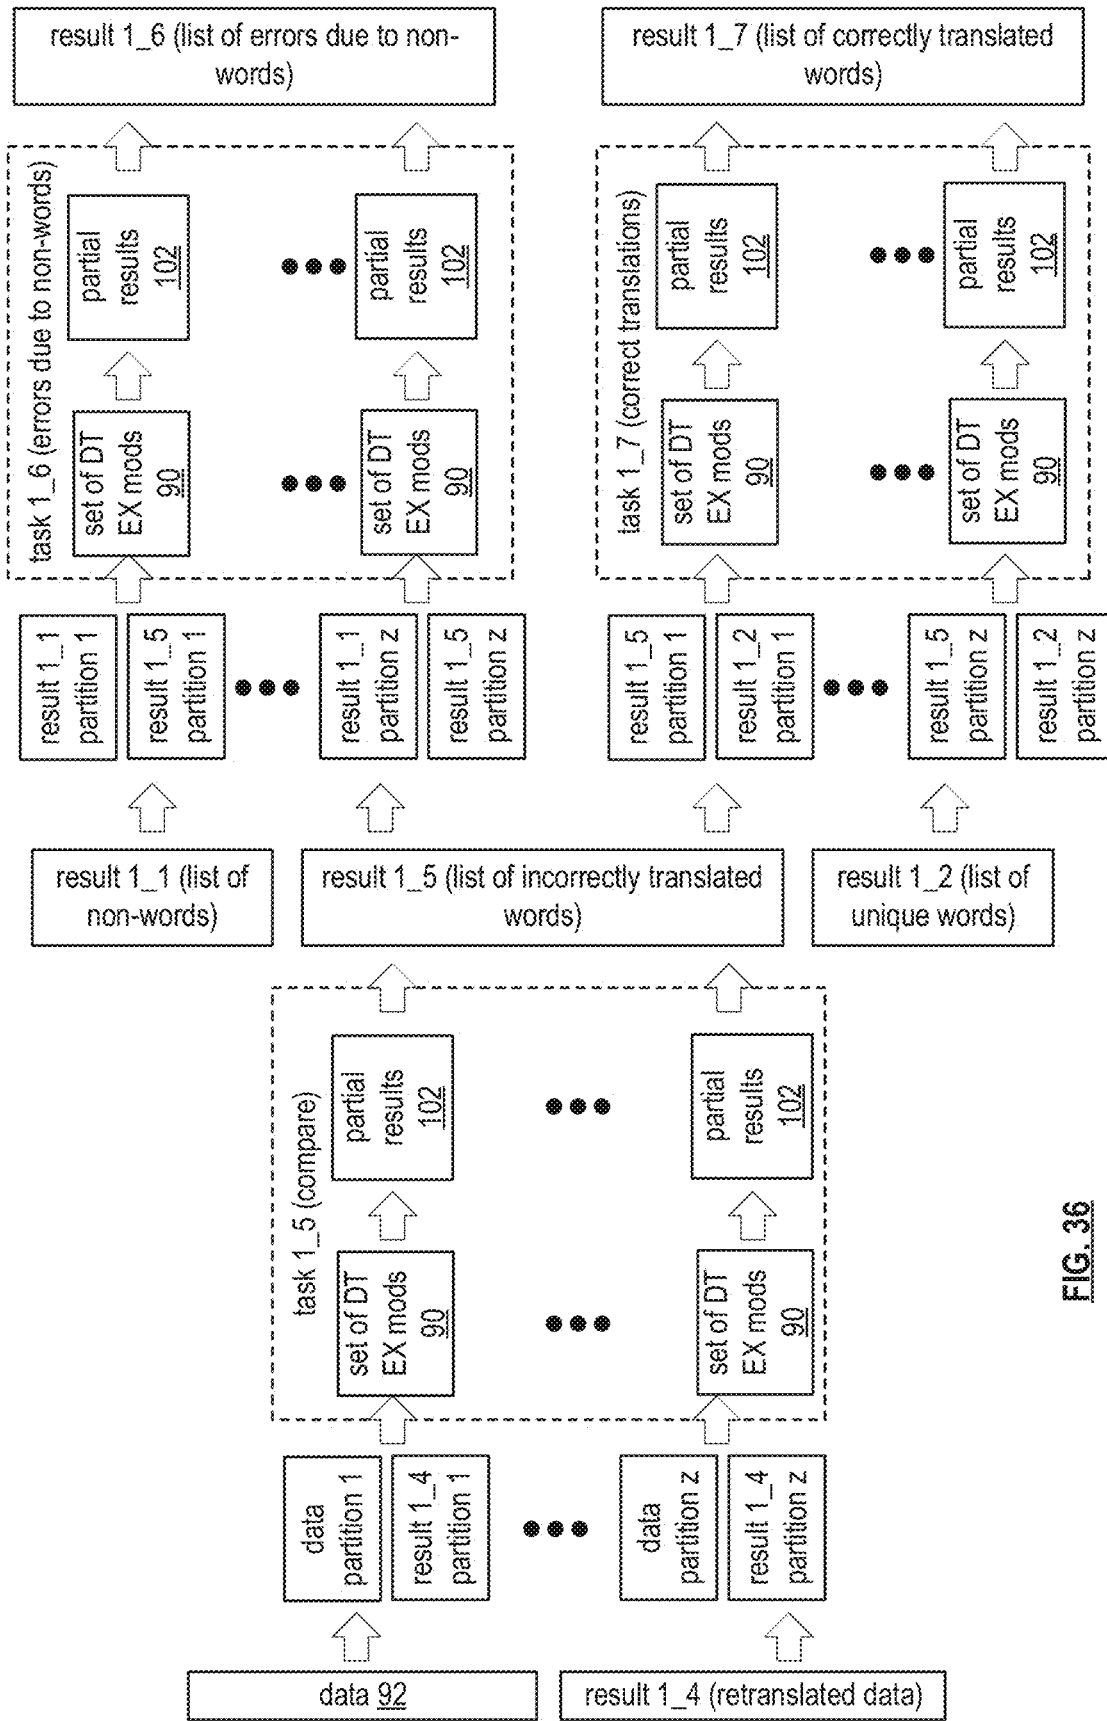 result 1_6 (list of errors due to non-
words)
result 1_7 (list of correctly translated
words)
task 1_6 (errors due to non-words)
partial
results
102
partial
results
102
set of DT
EX mods
90
set of DT
EX mods
90
task 1_7 (correct translations)
partial
results
102
partial
results
102
set of DT
EX mods
90
set of DT
EX mods
90
result 1_1
partition 1
result 1_5
partition 1
result 1_1
partition z
result 1_5
partition z
result 1_5
partition 1
result 1_2
partition 1
result 1_5
partition z
result 1_2
partition z
result 1_1 (list of
non-words)
result 1_5 (list of incorrectly translated
words)
result 1_2 (list of
unique words)
task 1_5 (compare)
partial
results
102
partial
results
102
set of DT
EX mods
90
set of DT
EX mods
90
data
partition 1
result 1_4
partition 1
data
partition z
result 1_4
partition z
data 92
result 1_4 (retranslated data)
FIG. 36